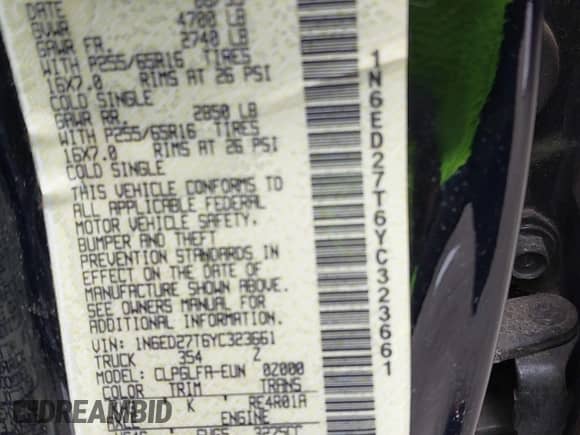 DATE
GVWR 4700 LB
GAWR FR. 2740 LB
WITH P255/65R16 TIRES
16X7.0 RIMS AT 26 PSI
COLD SINGLE
GAWR RR. 2850 LB
WITH P255/65R16 TIRES
16X7.0 RIMS AT 26 PSI
COLD SINGLE
THIS VEHICLE CONFORMS TO
ALL APPLICABLE FEDERAL
MOTOR VEHICLE SAFETY,
BUMPER AND THEFT
PREVENTION STANDARDS IN
EFFECT ON THE DATE OF
MANUFACTURE SHOWN ABOVE.
SEE OWNERS MANUAL FOR
ADDITIONAL INFORMATION
VIN: 1N6ED27T6YC323661
TRUCK 354 Z
MODEL: CLPGLFA-EUN 02000
COLOR TRIM TRANS
K RE4R01A
ENGINE
3275CC
1N6ED27T6YC323661
DREAMBID